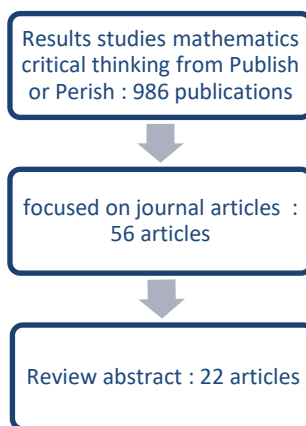 Results studies mathematics
critical thinking from Publish
or Perish : 986 publications
focused on journal articles :
56 articles
Review abstract : 22 articles